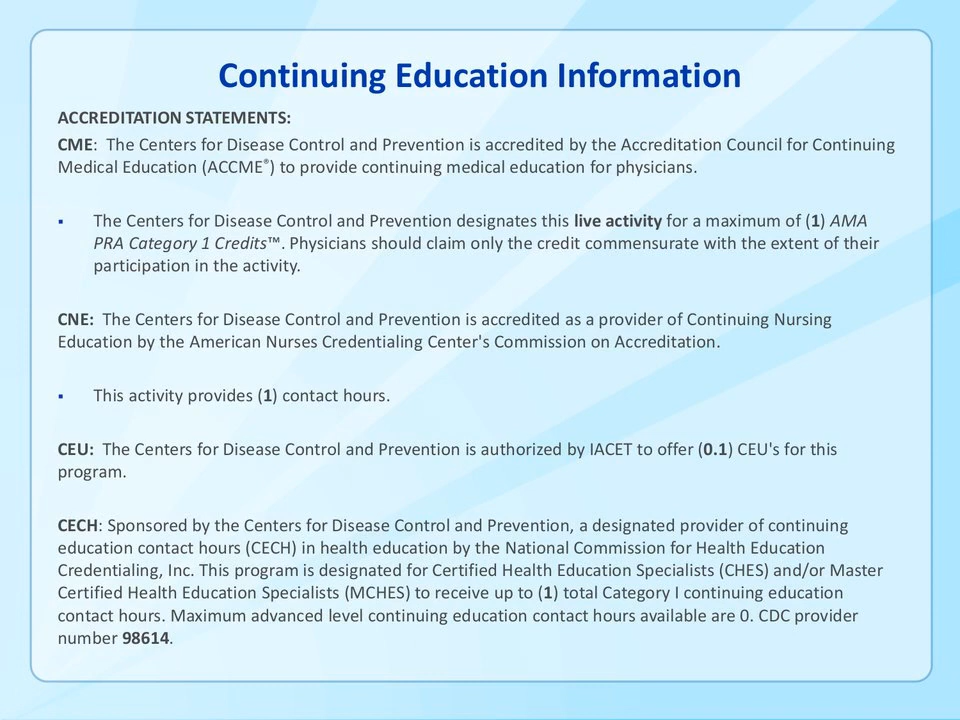 Continuing Education Information
ACCREDITATION STATEMENTS:
CME:  The Centers for Disease Control and Prevention is accredited by the Accreditation Council for Continuing
Medical Education (ACCME®) to provide continuing medical education for physicians.
▪ The Centers for Disease Control and Prevention designates this live activity for a maximum of (1) AMA
PRA Category 1 Credits™. Physicians should claim only the credit commensurate with the extent of their
participation in the activity.
CNE:  The Centers for Disease Control and Prevention is accredited as a provider of Continuing Nursing
Education by the American Nurses Credentialing Center's Commission on Accreditation.
▪ This activity provides (1) contact hours.
CEU:  The Centers for Disease Control and Prevention is authorized by IACET to offer (0.1) CEU's for this
program.
CECH: Sponsored by the Centers for Disease Control and Prevention, a designated provider of continuing
education contact hours (CECH) in health education by the National Commission for Health Education
Credentialing, Inc. This program is designated for Certified Health Education Specialists (CHES) and/or Master
Certified Health Education Specialists (MCHES) to receive up to (1) total Category I continuing education
contact hours. Maximum advanced level continuing education contact hours available are 0. CDC provider
number 98614.